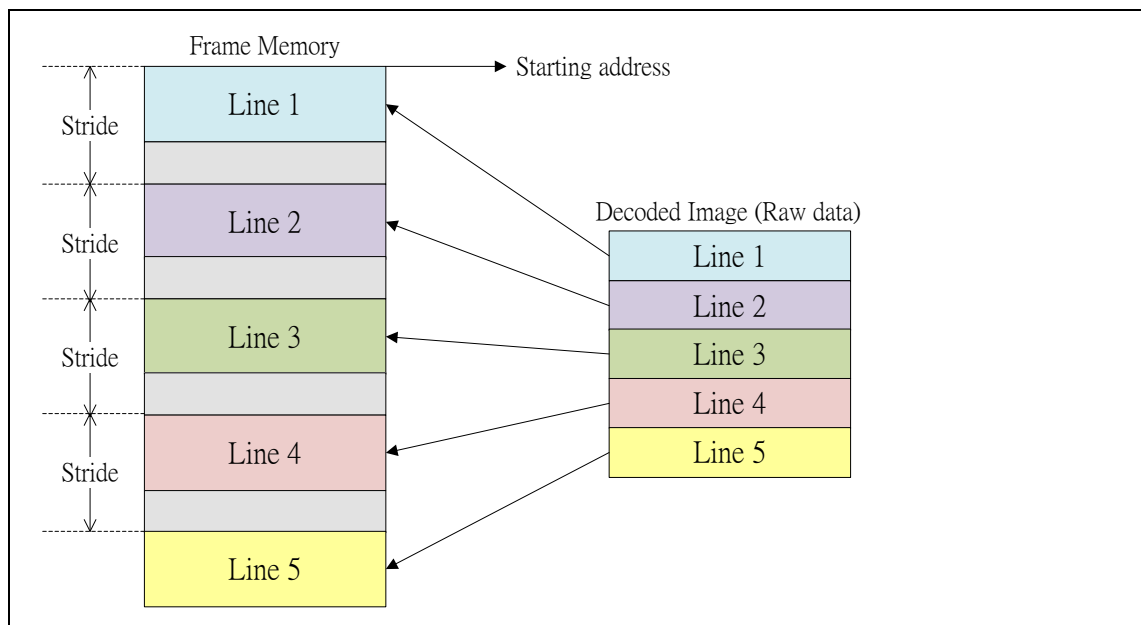 Frame Memory
Starting address
Line 1
Stride
Line 2
Stride
Line 3
Stride
Line 4
Stride
Line 5
Decoded Image (Raw data)
Line 1
Line 2
Line 3
Line 4
Line 5